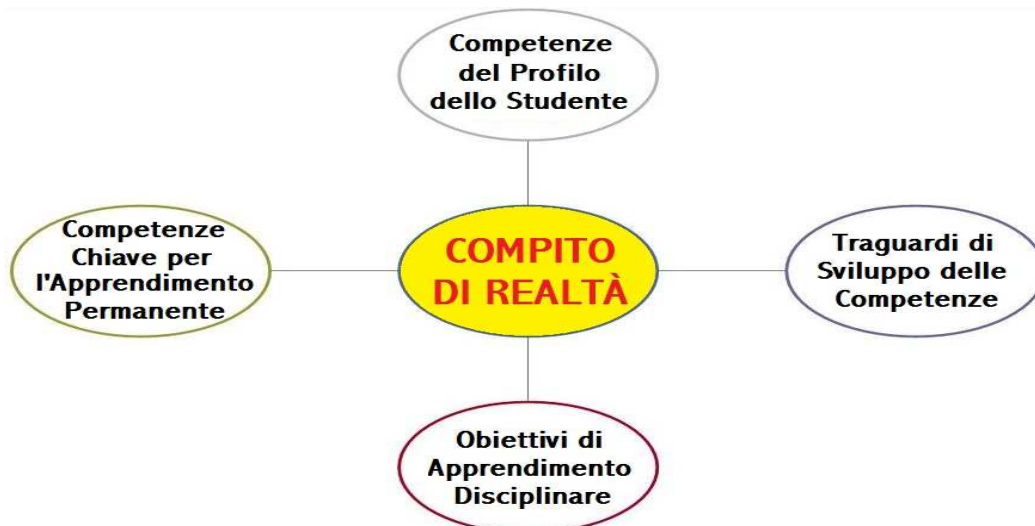 Competenze
del Profilo
dello Studente
Competenze
Chiave per
l'Apprendimento
Permanente
COMPITO
DI REALTÀ
Traguardi di
Sviluppo delle
Competenze
Obiettivi di
Apprendimento
Disciplinare